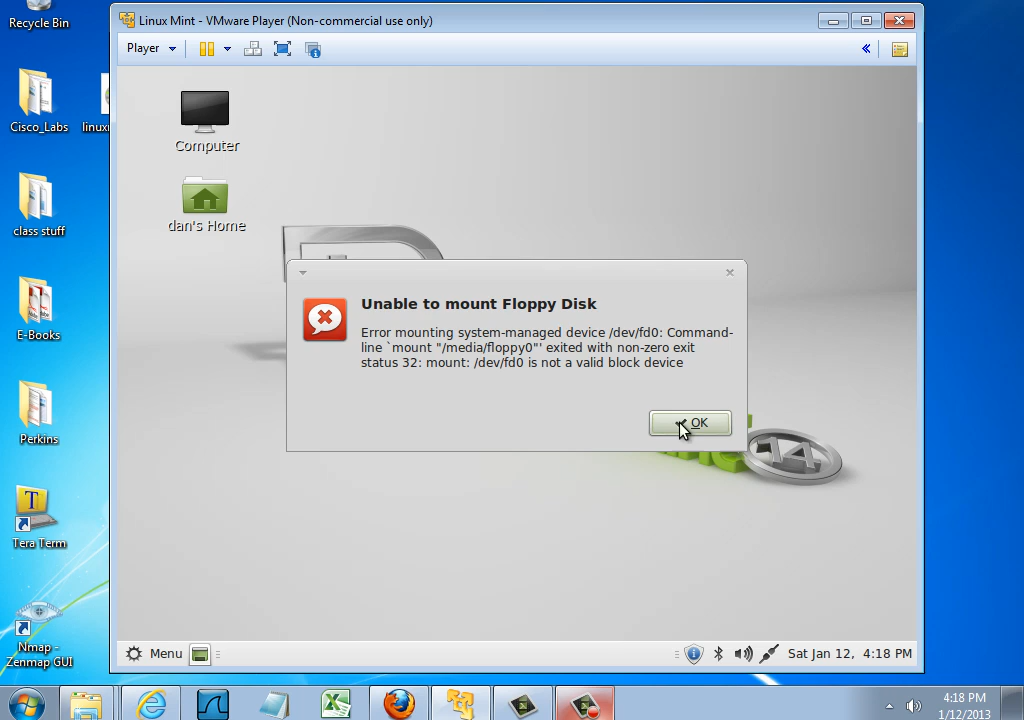 Recycle Bin
Linux Mint - VMware Player (Non-commercial use only)
Player
Cisco_Labs
Computer
dan's Home
class stuff
Unable to mount Floppy Disk
Error mounting system-managed device /dev/fd0: Command-
line `mount "/media/floppy0"' exited with non-zero exit
status 32: mount: /dev/fd0 is not a valid block device
E-Books
OK
14
Perkins
T
Tera Term
Nmap -
Zenmap GUI
Menu
Sat Jan 12, 4:18 PM
4:18 PM
1/12/2013